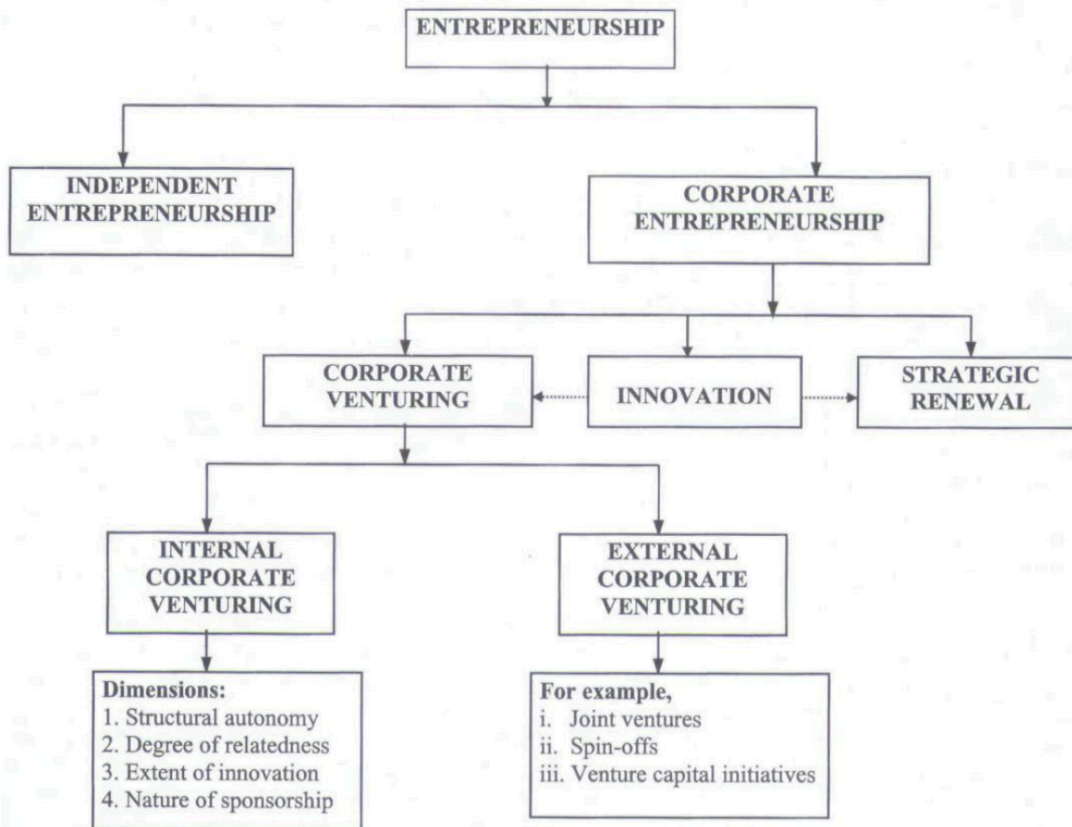 ENTREPRENEURSHIP
INDEPENDENT
ENTREPRENEURSHIP
CORPORATE
ENTREPRENEURSHIP
CORPORATE
VENTURING
INNOVATION
STRATEGIC
RENEWAL
INTERNAL
CORPORATE
VENTURING
EXTERNAL
CORPORATE
VENTURING
Dimensions:
1. Structural autonomy
2. Degree of relatedness
3. Extent of innovation
4. Nature of sponsorship
For example,
i. Joint ventures
ii. Spin-offs
iii. Venture capital initiatives